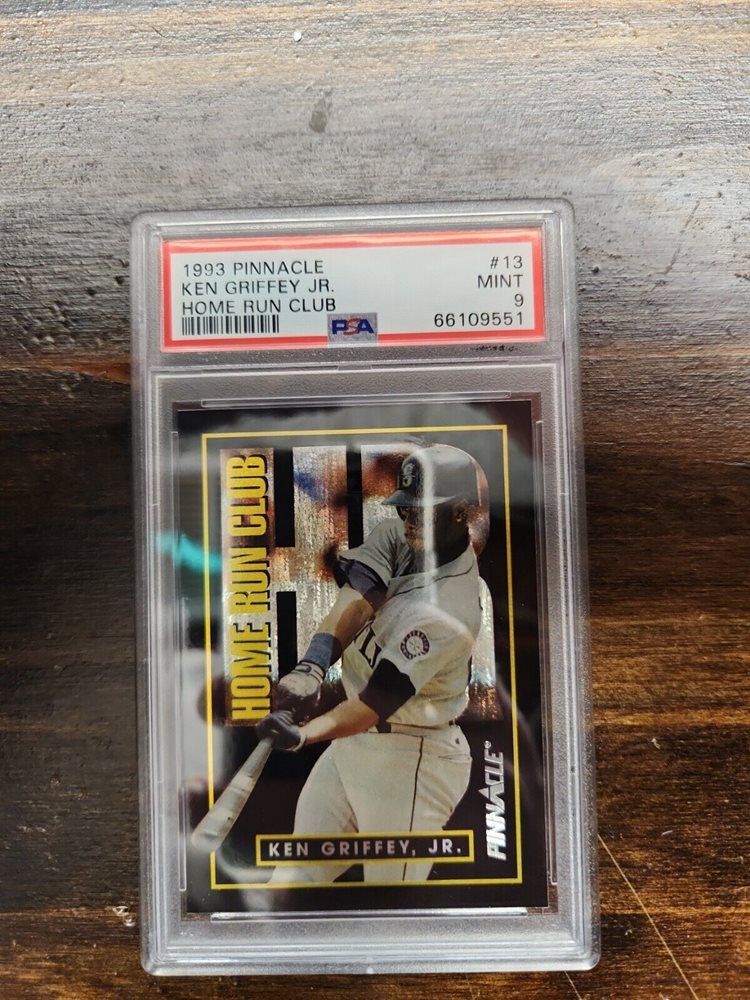 1993 PINNACLE #13
KEN GRIFFEY JR. MINT
HOME RUN CLUB 9
PSA 66109551
HOME RUN CLUB
PINNACLE®
KEN GRIFFEY, JR.